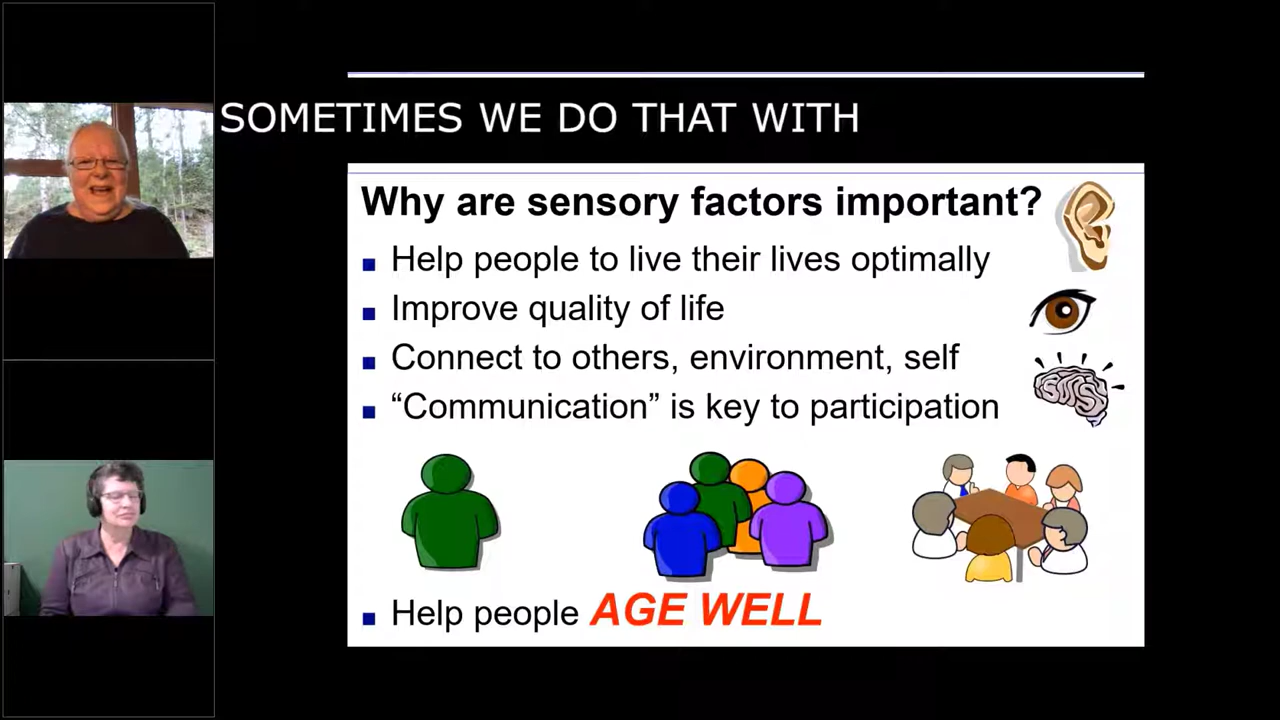 SOMETIMES WE DO THAT WITH
Why are sensory factors important?
Help people to live their lives optimally
Improve quality of life
Connect to others, environment, self
“Communication” is key to participation
Help people AGE WELL